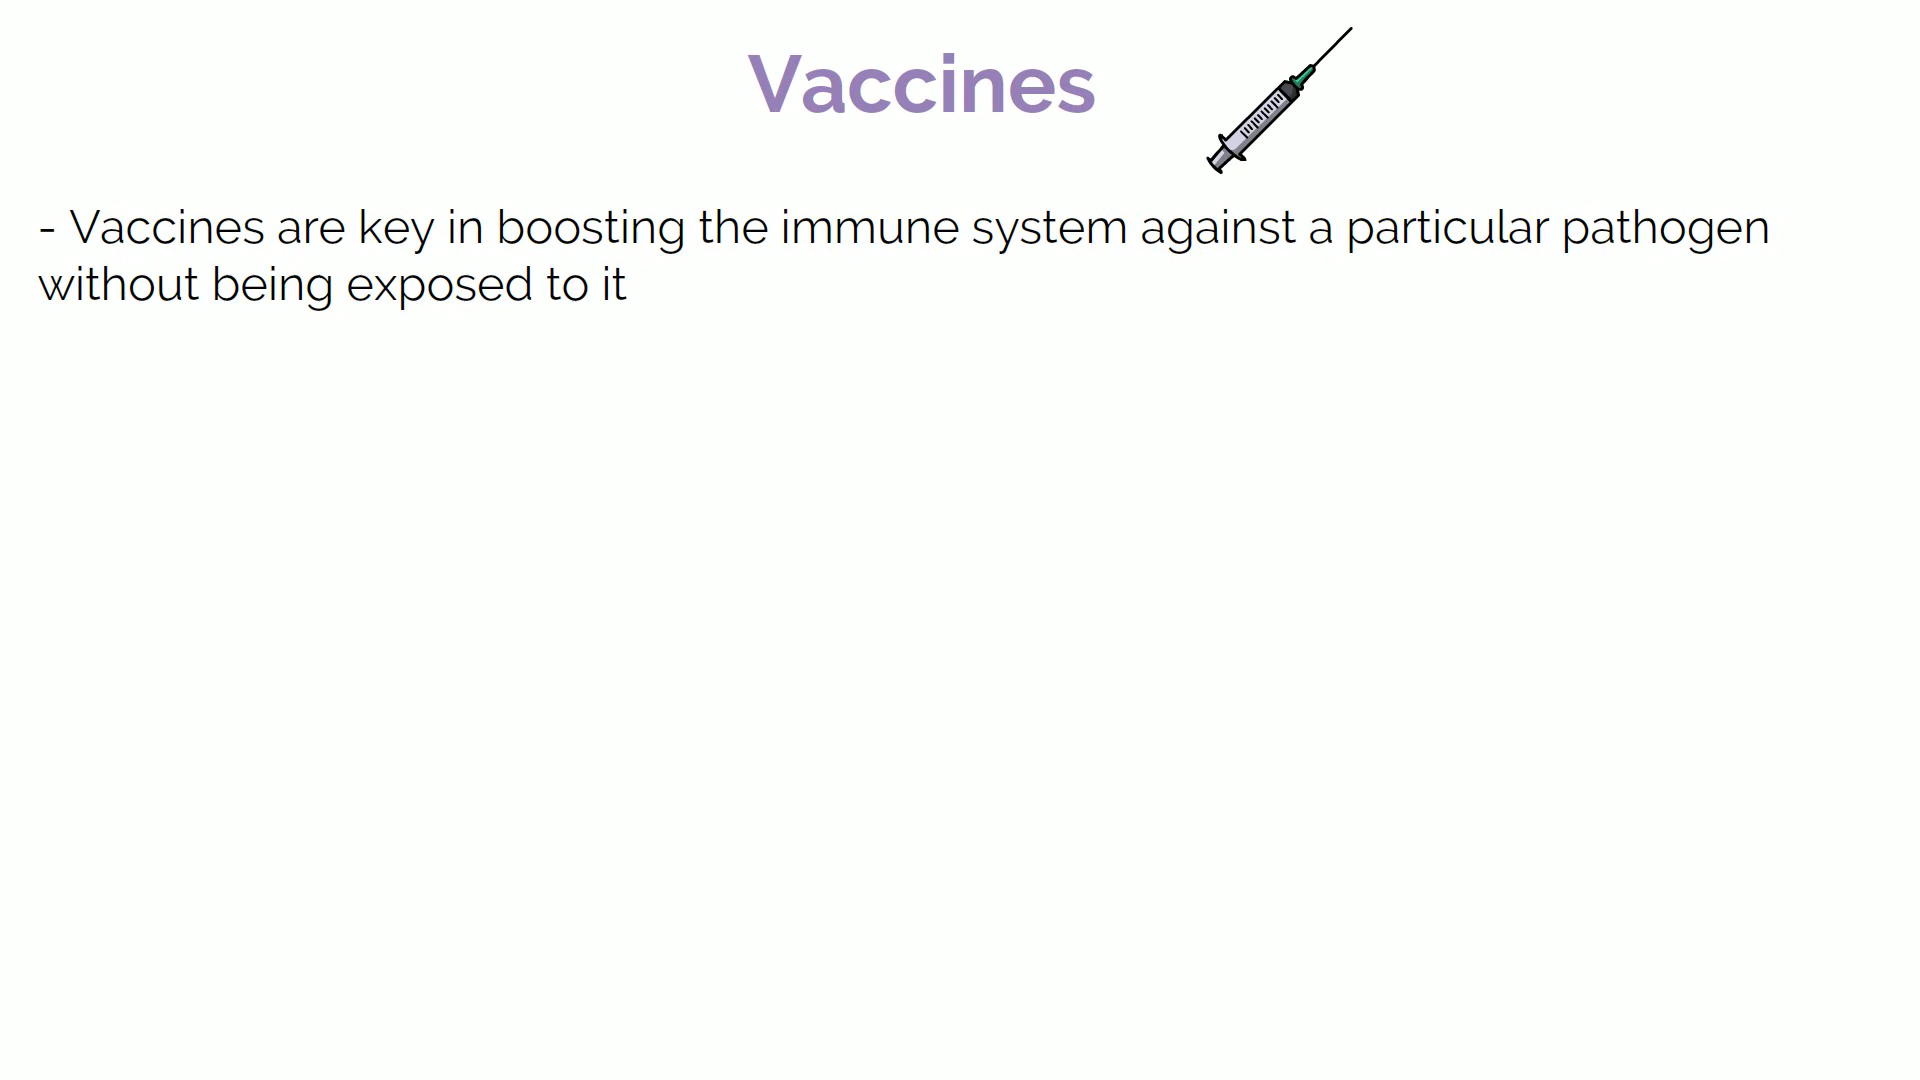 Vaccines
- Vaccines are key in boosting the immune system against a particular pathogen
without being exposed to it